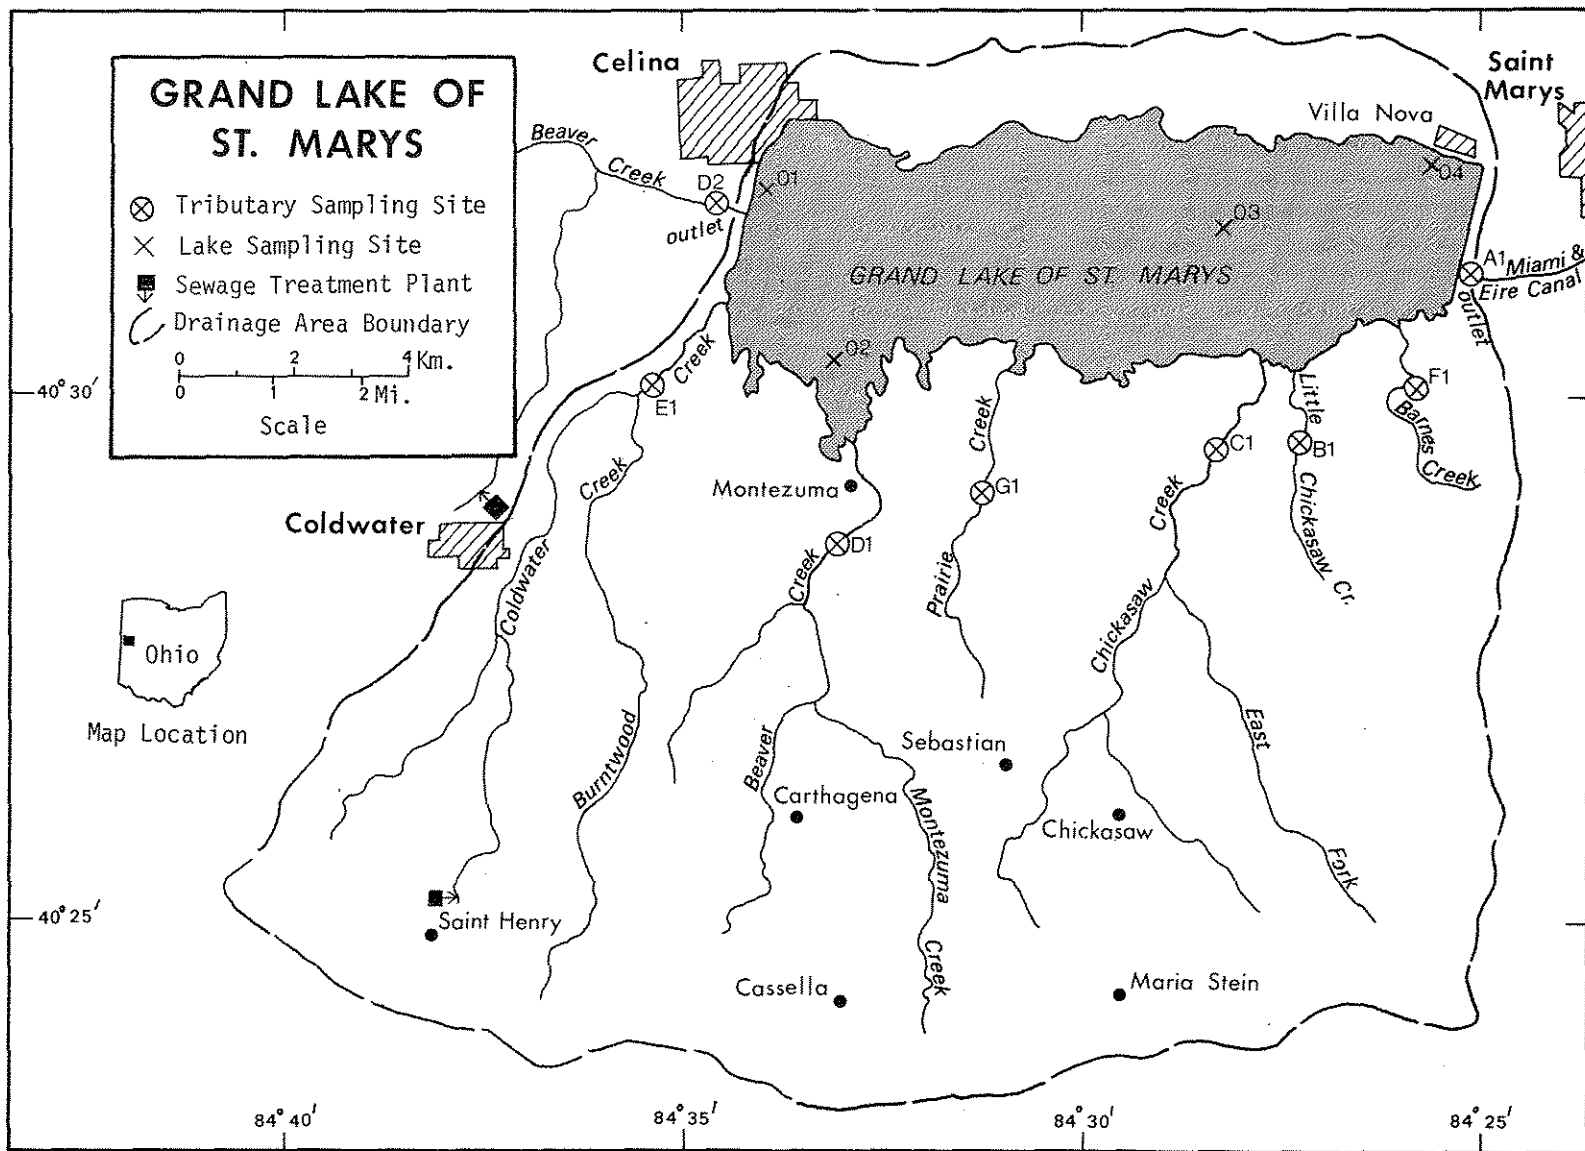 GRAND LAKE OF
ST. MARYS
Tributary Sampling Site
Lake Sampling Site
Sewage Treatment Plant
Drainage Area Boundary
0 2 4 Km.
0 1 2 Mi.
Scale
Celina
Saint
Marys
Villa Nova
Beaver
Creek
D2
outlet
01
03
04
GRAND LAKE OF ST. MARYS
A1
Miami &
Eire Canal
outlet
02
40° 30'
Creek
E1
Creek
Little
F1
Barnes
Creek
C1
B1
Chickasaw Cr.
Creek
G1
Montezuma
Creek
Coldwater
D1
Creek
Coldwater
Prairie
Chickasaw
Ohio
Map Location
Burntwood
Beaver
Sebastian
East
Carthagena
Montezuma
Chickasaw
Fork
40° 25'
Saint Henry
Creek
Cassella
Maria Stein
84° 40'
84° 35'
84° 30'
84° 25'